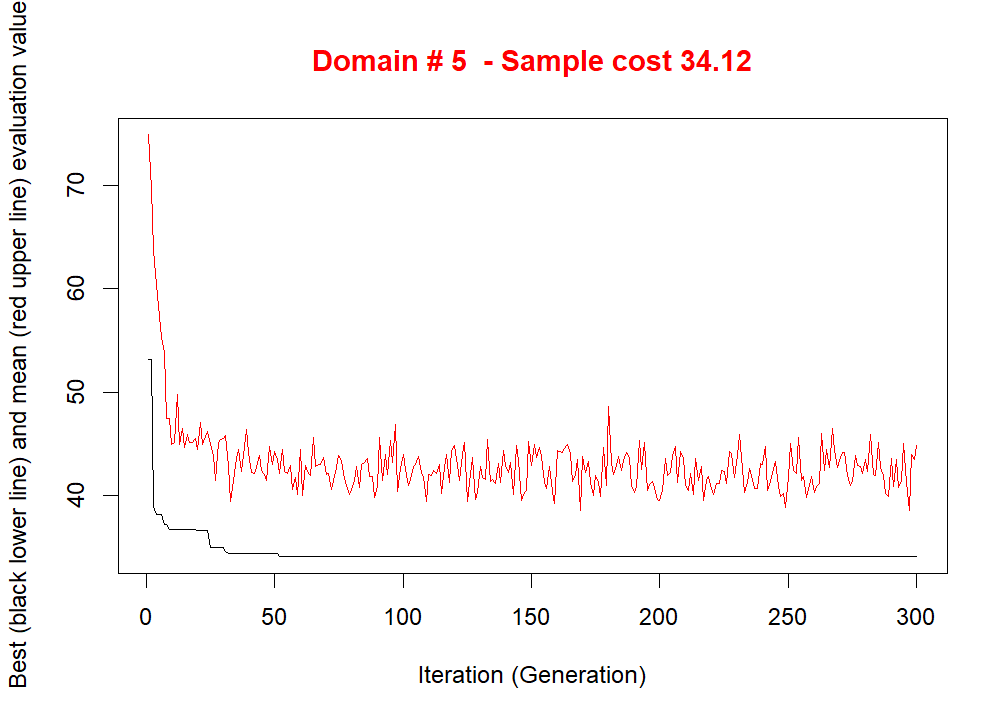 Domain # 5  - Sample cost 34.12
Best (black lower line) and mean (red upper line) evaluation value
70
60
50
40
0 50 100 150 200 250 300
Iteration (Generation)